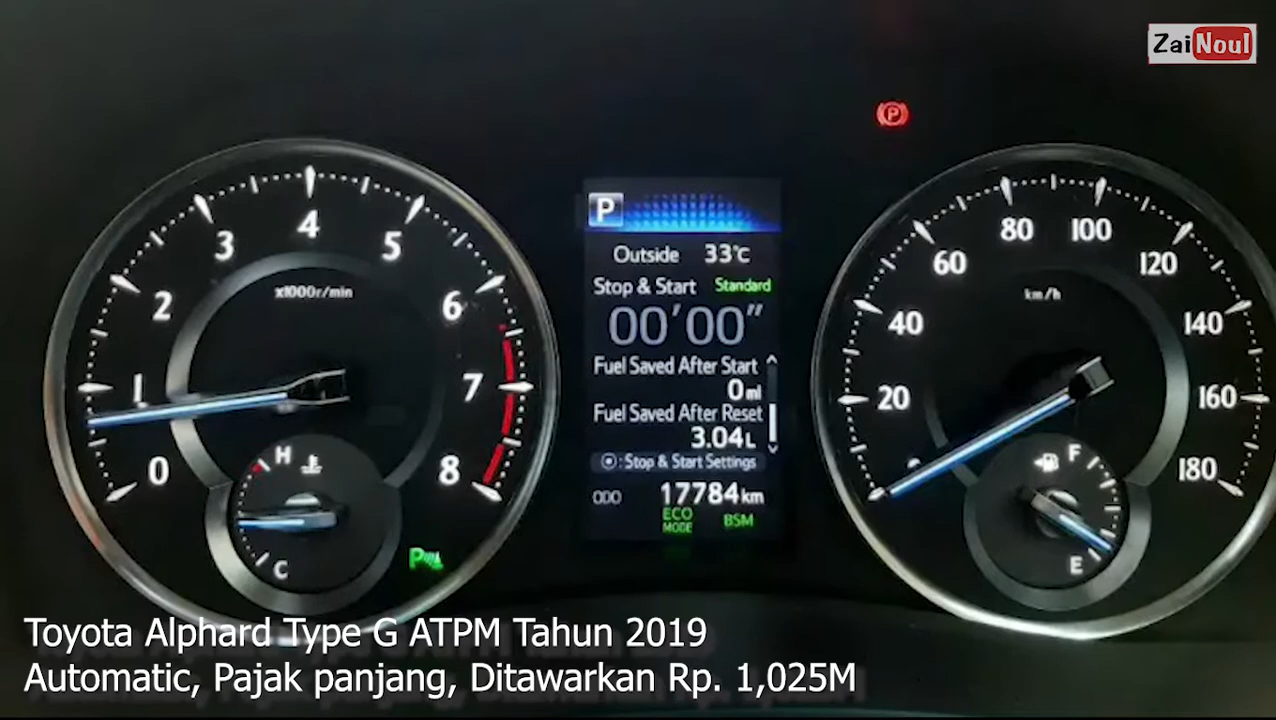 ZaiNoul
P
P
Outside 33°C
Stop & Start Standard
00'00"
Fuel Saved After Start
0ml
Fuel Saved After Reset
3.04L
: Stop & Start Settings
ODO 17784km
ECO MODE BSM
0 1 2 3 4 5 6 7 8
x1000r/min
H
C
P
20 40 60 80 100 120 140 160 180
km/h
F
E
Toyota Alphard Type G ATPM Tahun 2019
Automatic, Pajak panjang, Ditawarkan Rp. 1,025M